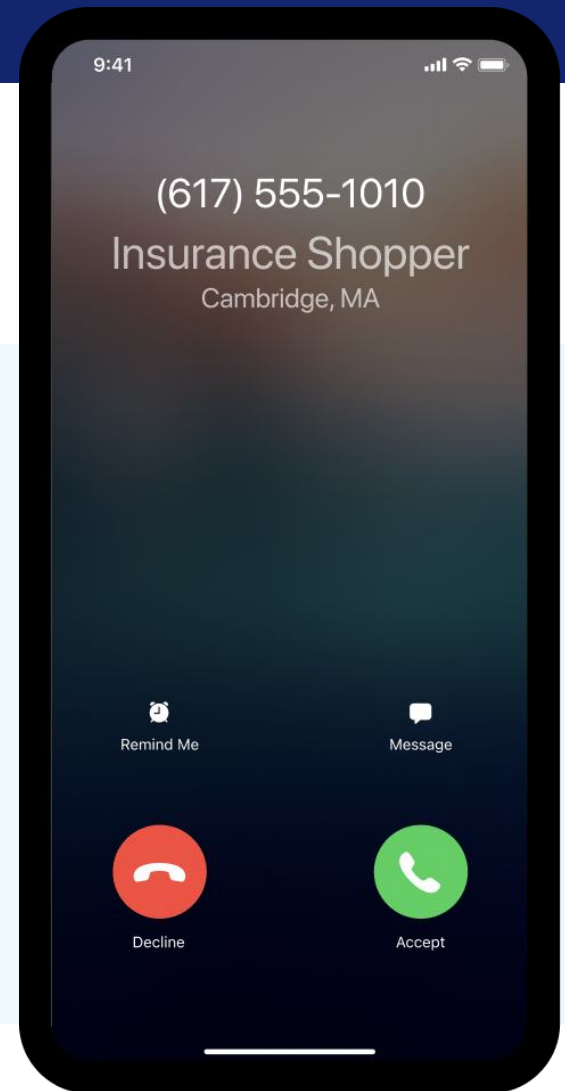 9:41
(617) 555-1010
Insurance Shopper
Cambridge, MA
Remind Me Message
Decline Accept